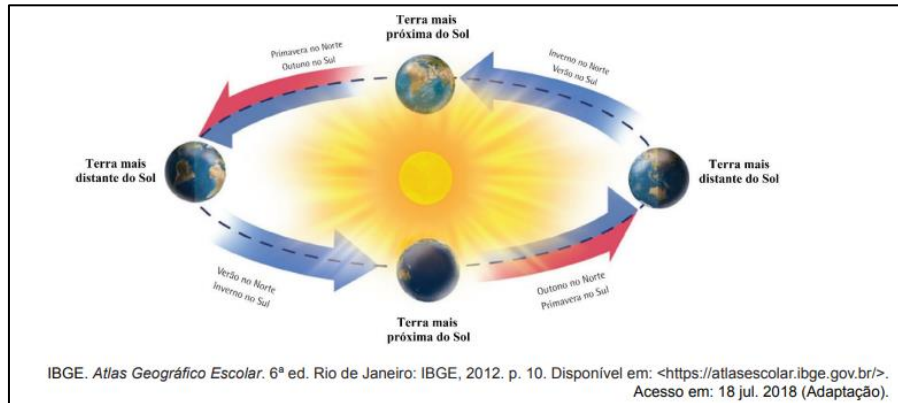 Terra mais
próxima do Sol
Primavera no Norte
Outono no Sul
Inverno no Norte
Verão no Sul
Terra mais
distante do Sol
Terra mais
distante do Sol
Verão no Norte
Inverno no Sul
Outono no Norte
Primavera no Sul
Terra mais
próxima do Sol
IBGE. Atlas Geográfico Escolar. 6ª ed. Rio de Janeiro: IBGE, 2012. p. 10. Disponível em: <https://atlasescolar.ibge.gov.br/>.
Acesso em: 18 jul. 2018 (Adaptação).